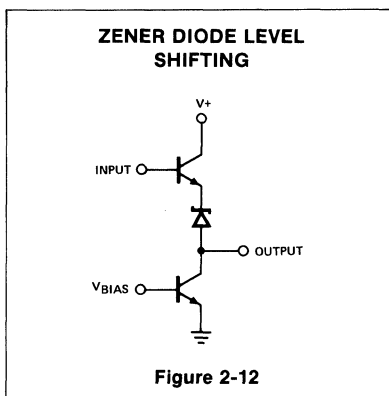 ZENER DIODE LEVEL
SHIFTING
V+
INPUT
OUTPUT
VBIAS
Figure 2-12